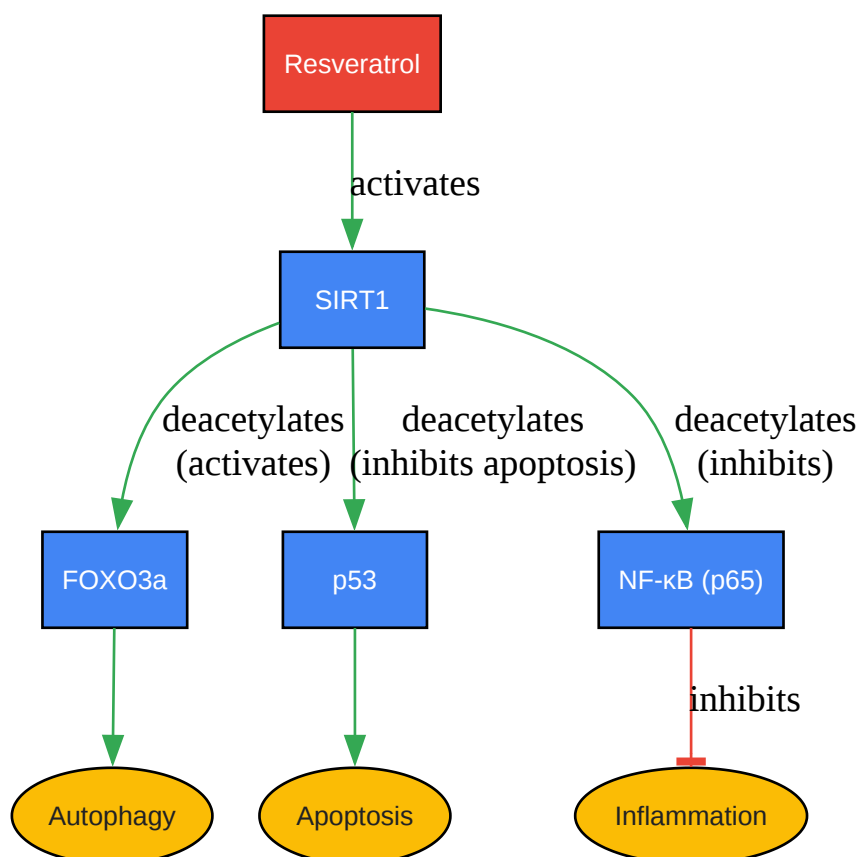 Resveratrol
activates
SIRT1
deacetylates
(activates)
deacetylates
(inhibits apoptosis)
deacetylates
(inhibits)
FOXO3a
p53
NF-κB (p65)
inhibits
Autophagy
Apoptosis
Inflammation